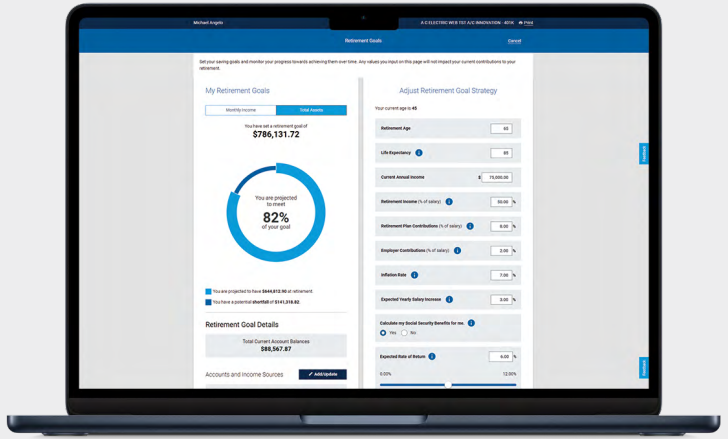 Michael Angelo
A C ELECTRIC WEB TST A/C INNOVATION - 401K Print
Retirement Goals
Cancel
Set your saving goals and monitor your progress towards achieving them over time. Any values you input on this page will not impact your current contributions to your
retirement.
My Retirement Goals
Monthly Income
Total Assets
You have set a retirement goal of
$786,131.72
You are projected
to meet
82%
of your goal
You are projected to have $644,812.90 at retirement.
You have a potential shortfall of $141,318.82.
Retirement Goal Details
Total Current Account Balances
$88,567.87
Accounts and Income Sources
Add/Update
Adjust Retirement Goal Strategy
Your current age is 45
Retirement Age 65
Life Expectancy i 85
Current Annual Income $ 75,000.00
Retirement Income (% of salary) i 50.00 %
Retirement Plan Contributions (% of salary) i 8.00 %
Employer Contributions (% of salary) i 2.00 %
Inflation Rate i 7.00 %
Expected Yearly Salary Increase i 3.00 %
Calculate my Social Security Benefits for me. i
Yes No
Expected Rate of Return i 6.00 %
0.00% 12.00%
Feedback
Feedback